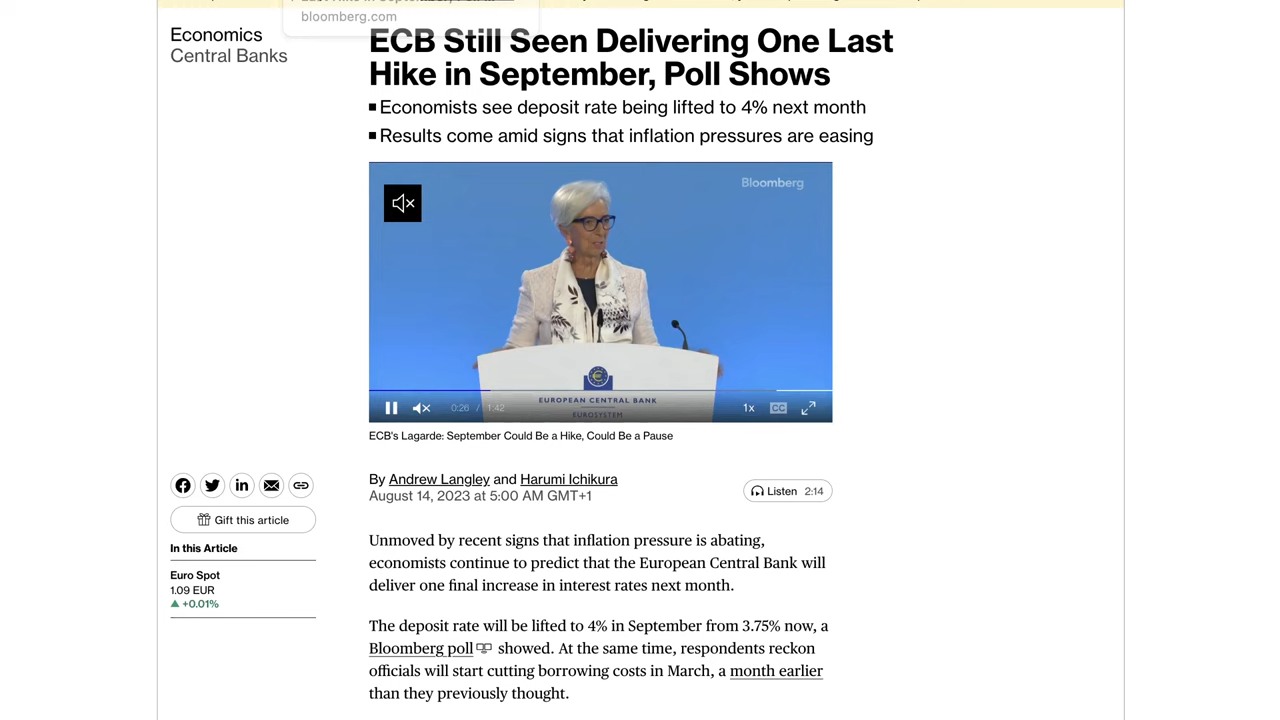 bloomberg.com
Economics
Central Banks
ECB Still Seen Delivering One Last
Hike in September, Poll Shows
Economists see deposit rate being lifted to 4% next month
Results come amid signs that inflation pressures are easing
Bloomberg
EUROPEAN CENTRAL BANK
EUROSYSTEM
0:26 / 1:42
1x
CC
ECB's Lagarde: September Could Be a Hike, Could Be a Pause
By Andrew Langley and Harumi Ichikura
August 14, 2023 at 5:00 AM GMT+1
Listen 2:14
Gift this article
In this Article
Euro Spot
1.09 EUR
+0.01%
Unmoved by recent signs that inflation pressure is abating,
economists continue to predict that the European Central Bank will
deliver one final increase in interest rates next month.
The deposit rate will be lifted to 4% in September from 3.75% now, a
Bloomberg poll showed. At the same time, respondents reckon
officials will start cutting borrowing costs in March, a month earlier
than they previously thought.